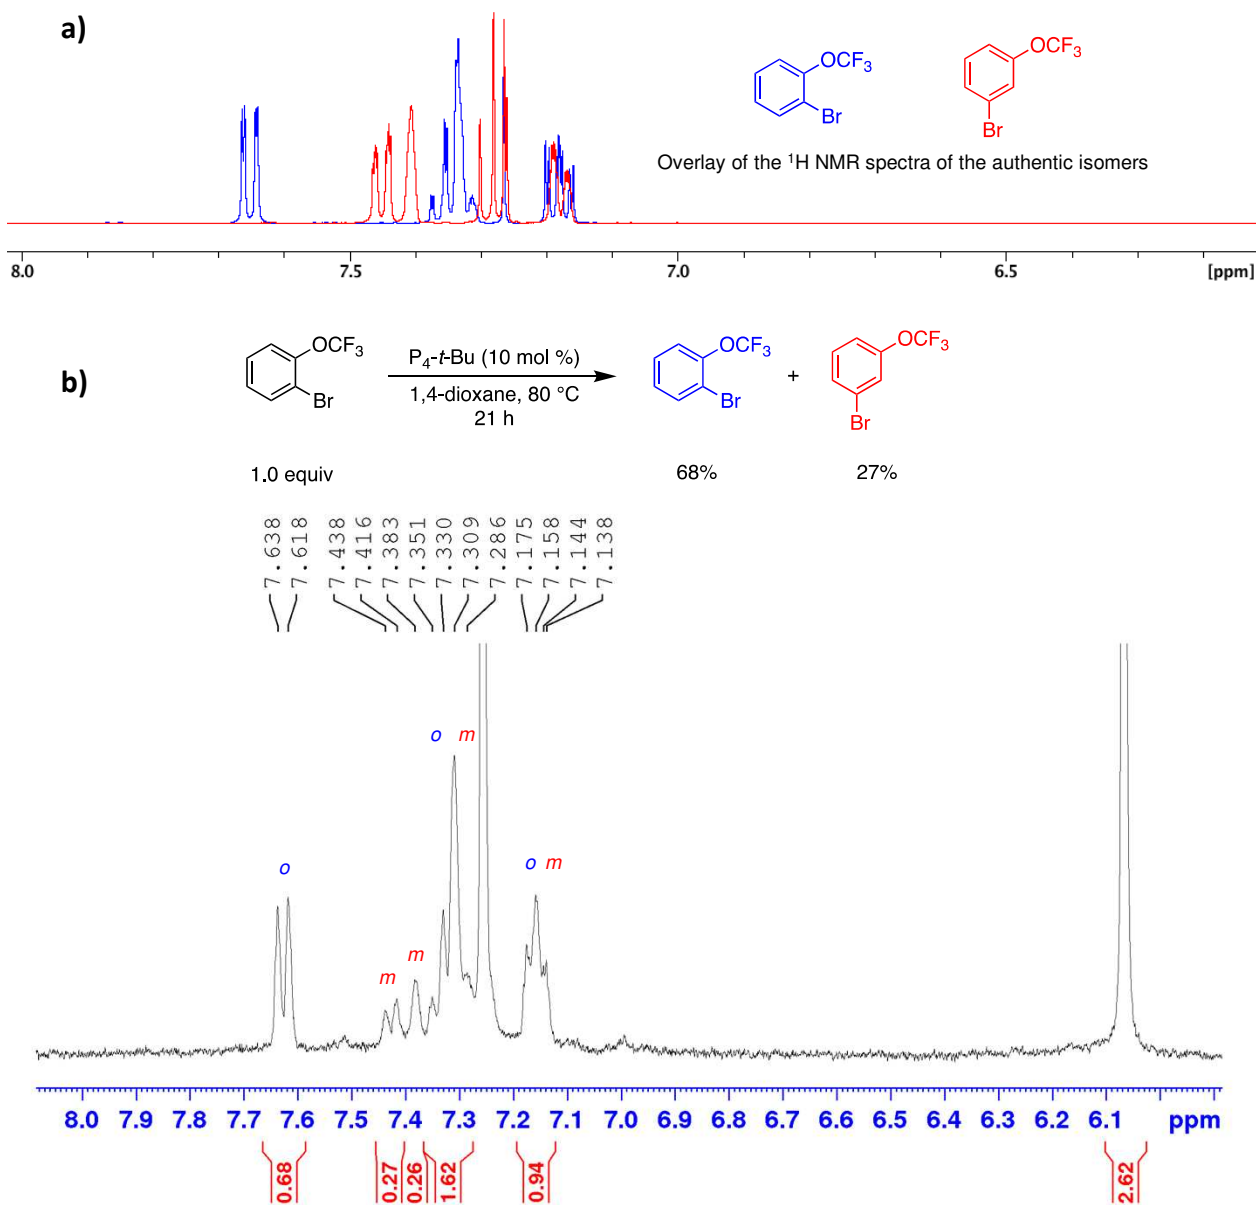 a)
OCF3
Br
OCF3
Br
Overlay of the 1H NMR spectra of the authentic isomers
8.0 7.5 7.0 6.5 [ppm]
b)
OCF3
Br
P4-t-Bu (10 mol %)
1,4-dioxane, 80 °C
21 h
OCF3
Br
+
OCF3
Br
1.0 equiv 68% 27%
7.638
7.618
7.438
7.416
7.383
7.351
7.330
7.309
7.286
7.175
7.158
7.144
7.138
o m
o
o m
m
m
8.0 7.9 7.8 7.7 7.6 7.5 7.4 7.3 7.2 7.1 7.0 6.9 6.8 6.7 6.6 6.5 6.4 6.3 6.2 6.1 ppm
0.68
0.27
0.26
1.62
0.94
2.62